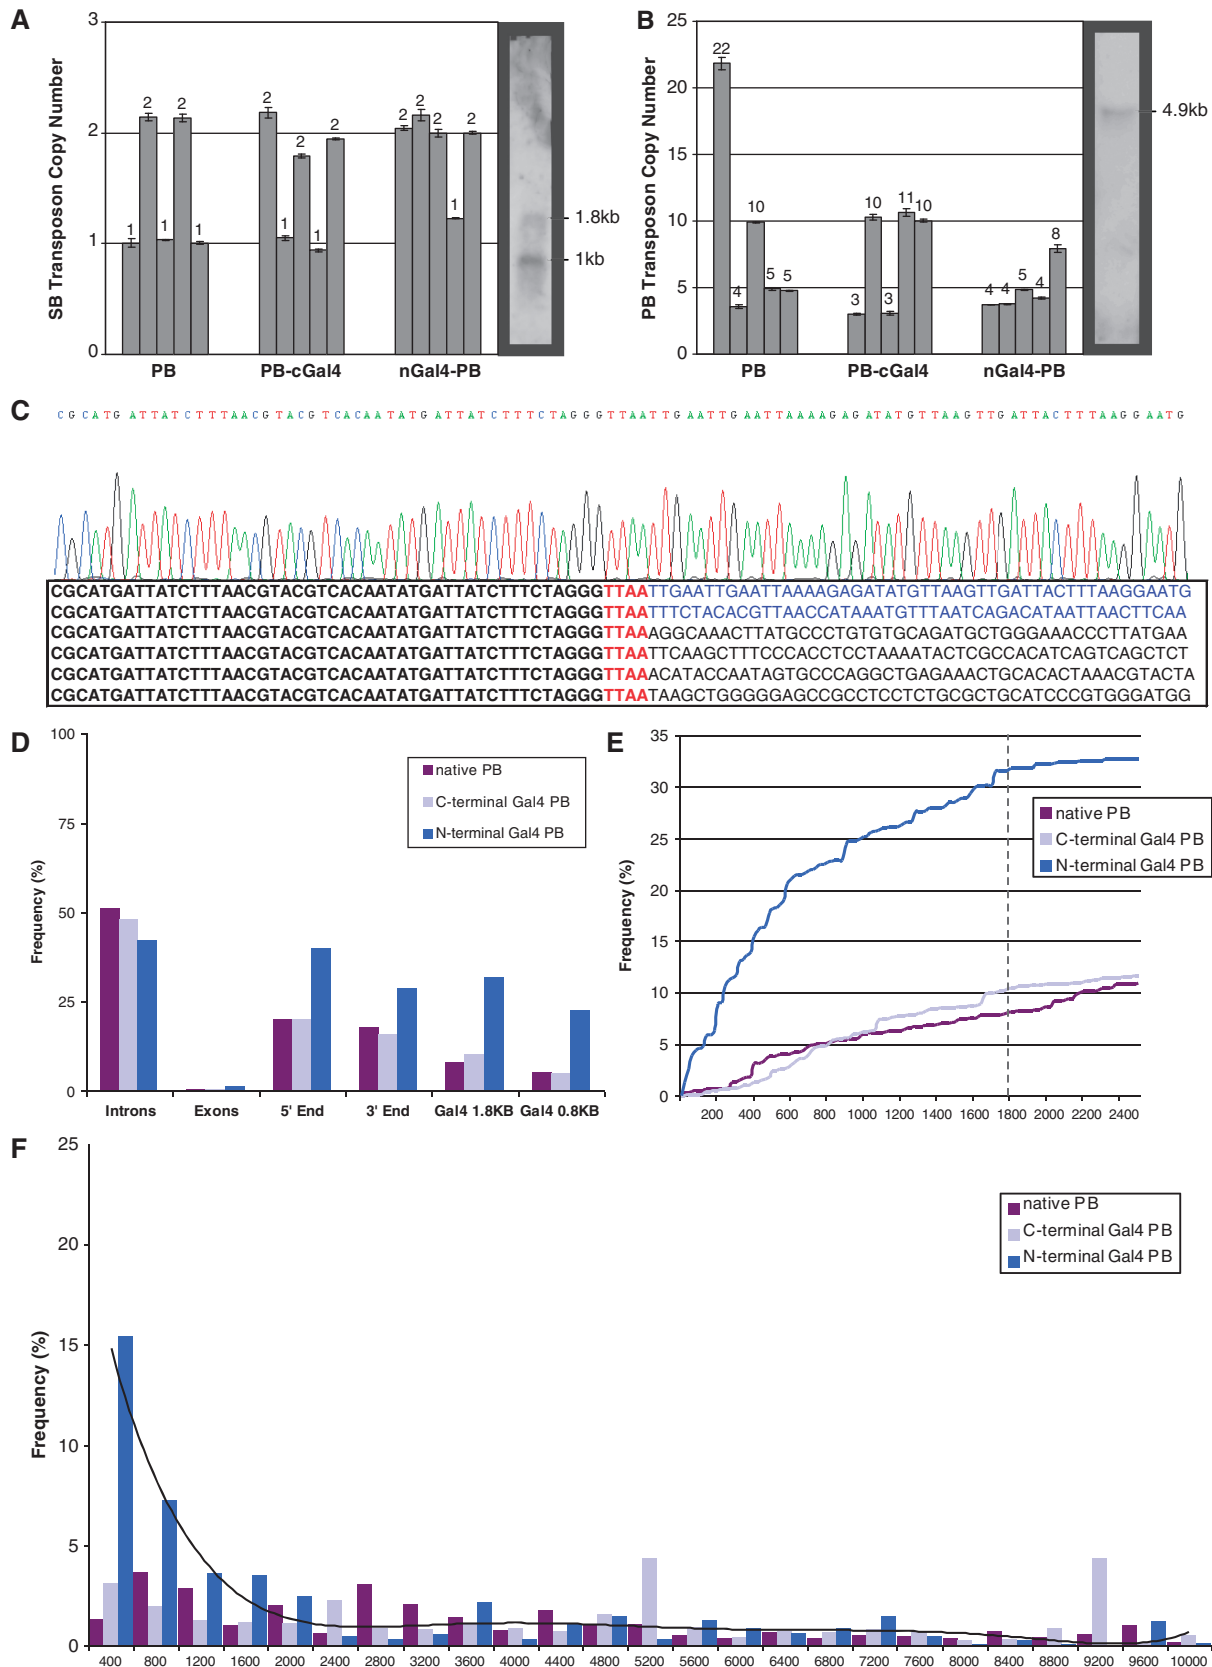 A
SB Transposon Copy Number
3
2
1
0
1
2
1
2
1
2
1
2
1
2
2
2
2
1
2
PB
PB-cGal4
nGal4-PB
1.8kb
1kb
B
PB Transposon Copy Number
25
20
15
10
5
0
22
4
10
5
5
3
10
3
11
10
4
4
5
4
8
PB
PB-cGal4
nGal4-PB
4.9kb
C
CGCATGATTATCTTTAACGTACGTCACAATATGATTATCTTTCTAGGGTTAATTGAATTGAATTAAAAGAGATATGTTAAGTTGATTACTTTAAGGAATG
CGCATGATTATCTTTAACGTACGTCACAATATGATTATCTTTCTAGGGTTAATTGAATTGAATTAAAAGAGATATGTTAAGTTGATTACTTTAAGGAATG
CGCATGATTATCTTTAACGTACGTCACAATATGATTATCTTTCTAGGGTTAATTTCTACACGTTAACCATAAATGTTTAATCAGACATAATTAACTTCAA
CGCATGATTATCTTTAACGTACGTCACAATATGATTATCTTTCTAGGGTTAAAGGCAAACTTATGCCCTGTGTGCAGATGCTGGGAAACCCTTATGAA
CGCATGATTATCTTTAACGTACGTCACAATATGATTATCTTTCTAGGGTTAATTCAAGCTTTCCCACCTCCTAAAATACTCGCCACATCAGTCAGCTCT
CGCATGATTATCTTTAACGTACGTCACAATATGATTATCTTTCTAGGGTTAAACATACCAATAGTGCCCAGGCTGAGAAACTGCACACTAAACGTACTA
CGCATGATTATCTTTAACGTACGTCACAATATGATTATCTTTCTAGGGTTAATAAGCTGGGGGAGCCGCCTCCTCTGCGCTGCATCCCGTGGGATGG
D
Frequency (%)
100
75
50
25
0
native PB
C-terminal Gal4 PB
N-terminal Gal4 PB
Introns
Exons
5' End
3' End
Gal4 1.8KB
Gal4 0.8KB
E
Frequency (%)
35
30
25
20
15
10
5
0
native PB
C-terminal Gal4 PB
N-terminal Gal4 PB
200 400 600 800 1000 1200 1400 1600 1800 2000 2200 2400
F
Frequency (%)
25
20
15
10
5
0
native PB
C-terminal Gal4 PB
N-terminal Gal4 PB
400 800 1200 1600 2000 2400 2800 3200 3600 4000 4400 4800 5200 5600 6000 6400 6800 7200 7600 8000 8400 8800 9200 9600 10000